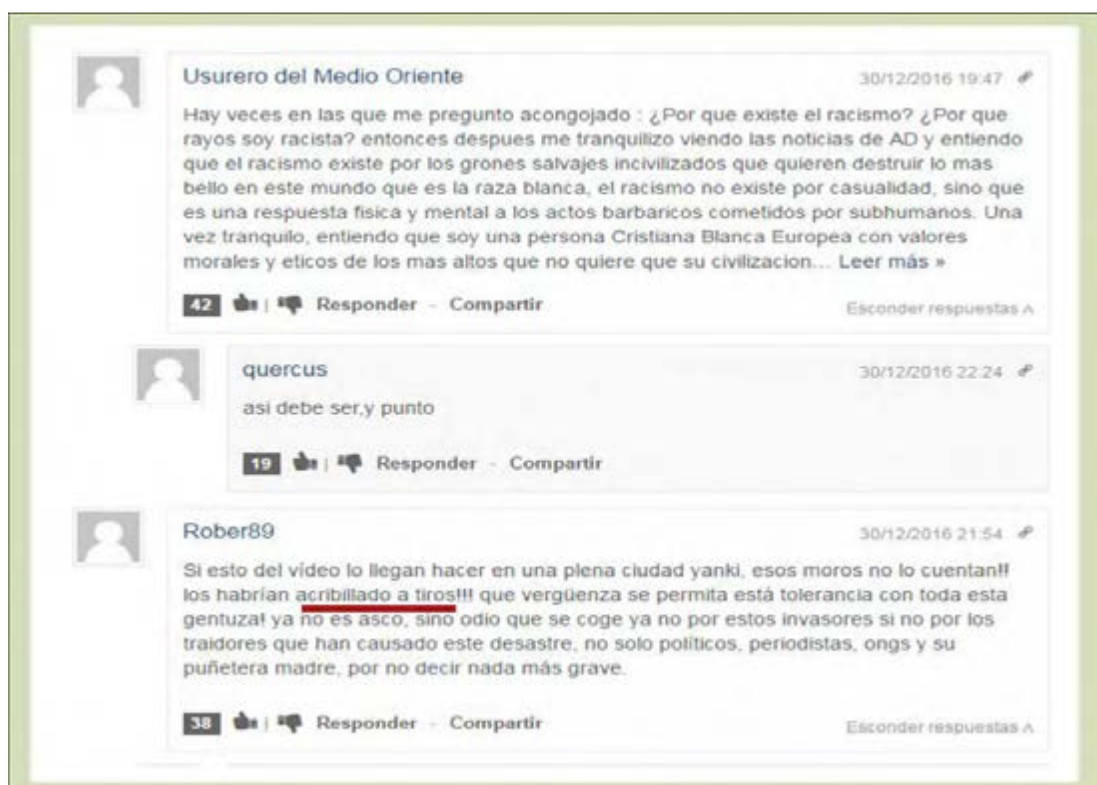 Usurero del Medio Oriente 30/12/2016 19:47
Hay veces en las que me pregunto acongojado : ¿Por que existe el racismo? ¿Por que
rayos soy racista? entonces despues me tranquilizo viendo las noticias de AD y entiendo
que el racismo existe por los grones salvajes incivilizados que quieren destruir lo mas
bello en este mundo que es la raza blanca, el racismo no existe por casualidad, sino que
es una respuesta fisica y mental a los actos barbaricos cometidos por subhumanos. Una
vez tranquilo, entiendo que soy una persona Cristiana Blanca Europea con valores
morales y eticos de los mas altos que no quiere que su civilizacion... Leer más »
42 | Responder - Compartir Esconder respuestas ʌ
quercus 30/12/2016 22:24
asi debe ser,y punto
19 | Responder - Compartir
Rober89 30/12/2016 21:54
Si esto del vídeo lo llegan hacer en una plena ciudad yanki, esos moros no lo cuentan!!
los habrían acribillado a tiros!!! que vergüenza se permita está tolerancia con toda esta
gentuza! ya no es asco, sino odio que se coge ya no por estos invasores si no por los
traidores que han causado este desastre, no solo políticos, periodistas, ongs y su
puñetera madre, por no decir nada más grave.
38 | Responder - Compartir Esconder respuestas ʌ